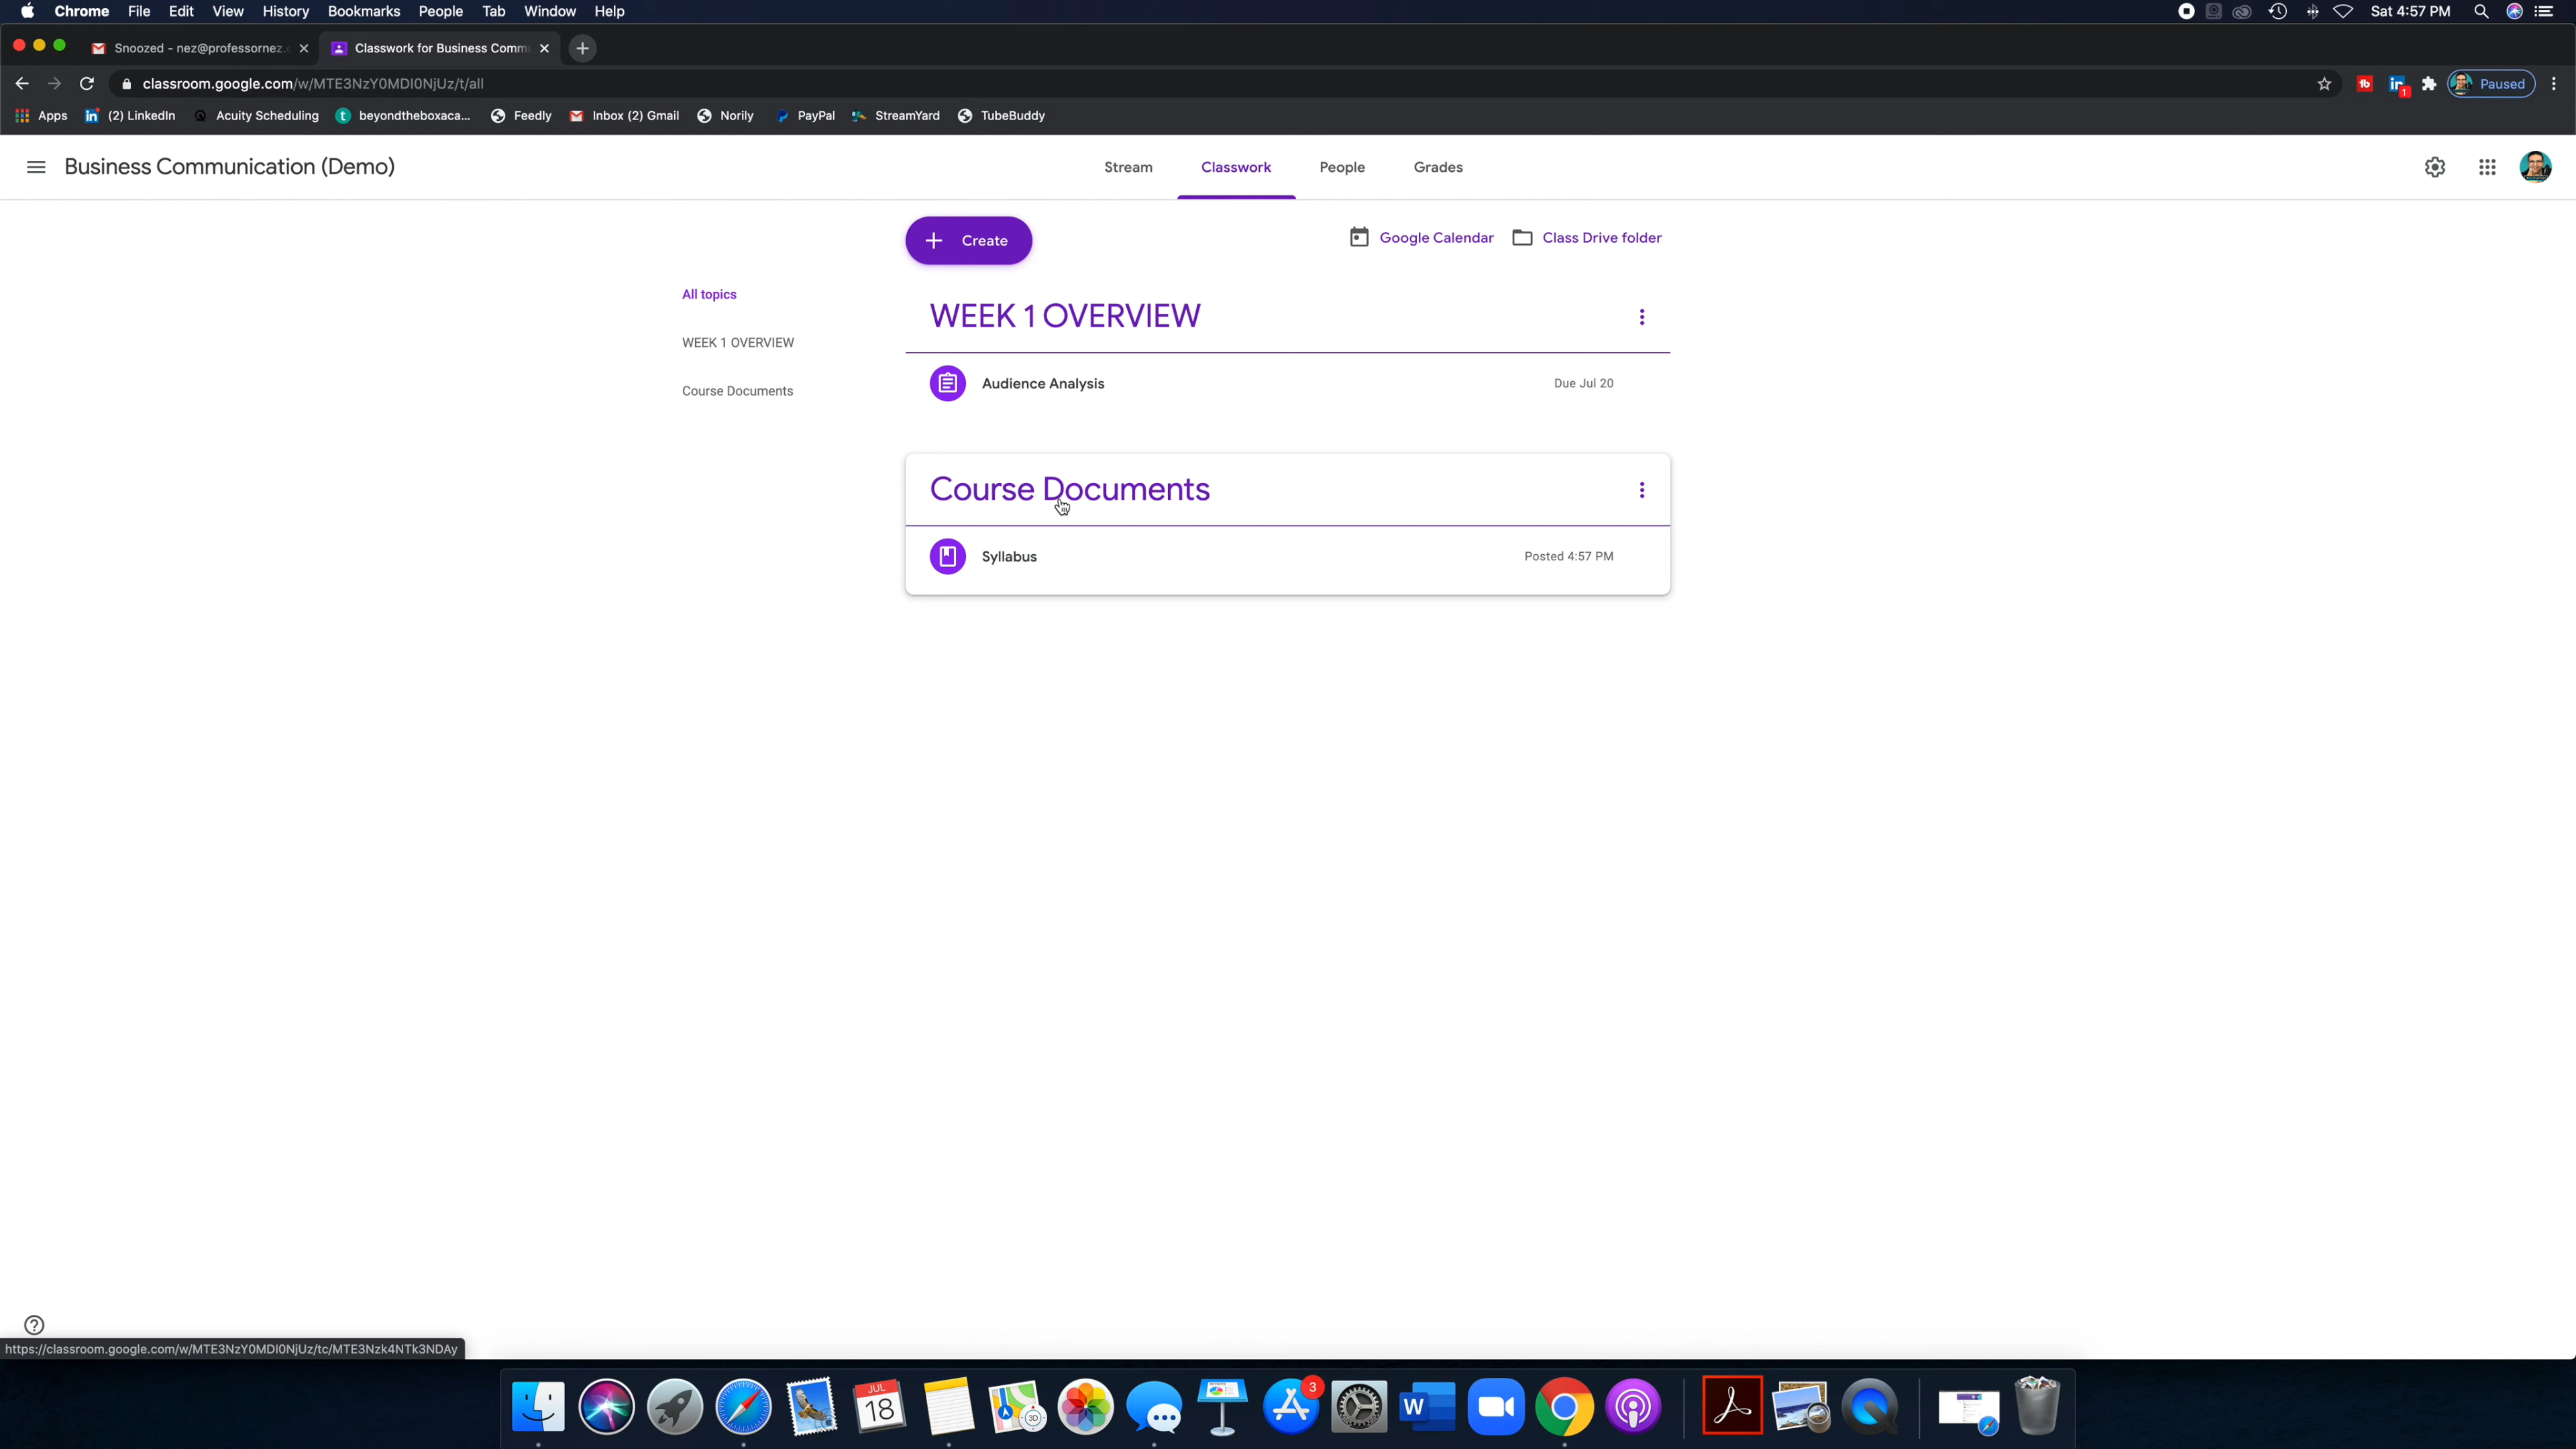 Chrome File Edit View History Bookmarks People Tab Window Help Sat 4:57 PM
Snoozed - nez@professornez. Classwork for Business Comm
classroom.google.com/w/MTE3NzY0MDI0NjUz/t/all Paused
Apps (2) LinkedIn Acuity Scheduling beyondtheboxaca... Feedly Inbox (2) Gmail Norily PayPal StreamYard TubeBuddy
Business Communication (Demo) Stream Classwork People Grades
Create Google Calendar Class Drive folder
All topics
WEEK 1 OVERVIEW
Course Documents
WEEK 1 OVERVIEW
Audience Analysis Due Jul 20
Course Documents
Syllabus Posted 4:57 PM
https://classroom.google.com/w/MTE3NzY0MDI0NjUz/tc/MTE3Nzk4NTk3NDAy
JUL
18
3D
3
W